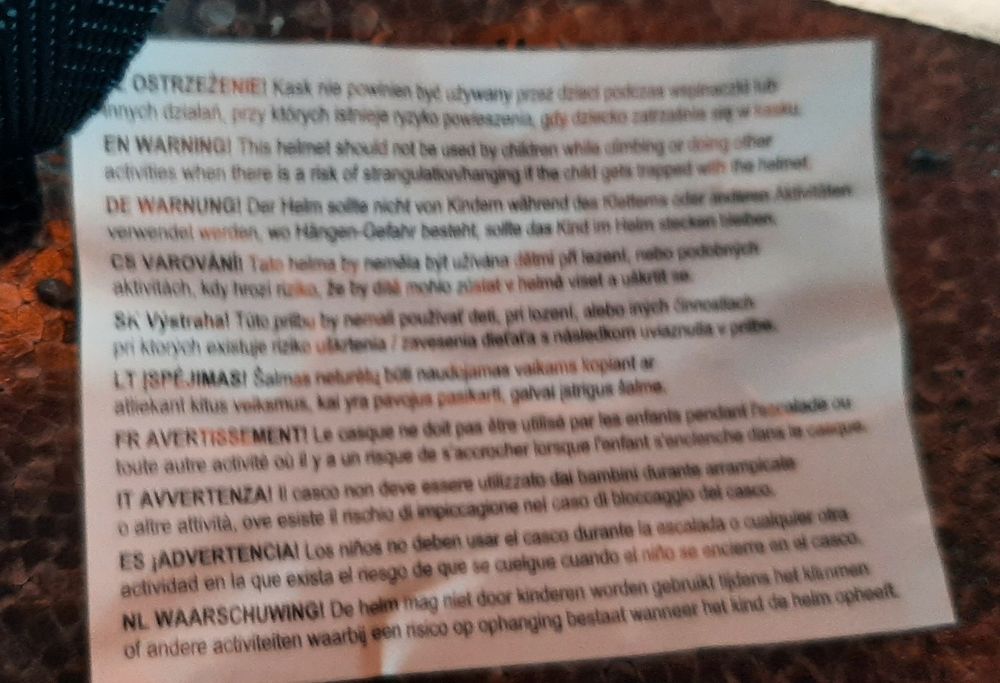 OSTRZEŻENIE! Kask nie powinien być używany przez dzieci podczas wspinaczki lub
innych działań, przy których istnieje ryzyko powieszenia, gdy dziecko zatrzaśnie się w kasku.
EN WARNING! This helmet should not be used by children while climbing or doing other
activities when there is a risk of strangulation/hanging if the child gets trapped with the helmet.
DE WARNUNG! Der Helm sollte nicht von Kindern während des Kletterns oder anderen Aktivitäten
verwendet werden, wo Hängen-Gefahr besteht, sollte das Kind im Helm stecken bleiben.
CS VAROVÁNÍ! Tato helma by neměla být užívána dětmi při lezení, nebo podobných
aktivitách, kdy hrozí riziko, že by dítě mohlo zůstat v helmě viset a uškrtit se.
SK Výstraha! Túto prilbu by nemali používať deti, pri lození, alebo iných činnostiach
pri ktorých existuje riziko uškrtenia / zavesenia dieťaťa s následkom uviaznutia v prilbe.
LT ĮSPĖJIMAS! Šalmas neturėtų būti naudojamas vaikams kopiant ar
atliekant kitus veiksmus, kai yra pavojus pasikarti, galvai įstrigus šalme.
FR AVERTISSEMENT! Le casque ne doit pas être utilisé par les enfants pendant l'escalade ou
toute autre activité où il y a un risque de s'accrocher lorsque l'enfant s'enclenche dans le casque.
IT AVVERTENZA! Il casco non deve essere utilizzato dai bambini durante arrampicate
o altre attività, ove esiste il rischio di impiccagione nel caso di bloccaggio del casco.
ES ¡ADVERTENCIA! Los niños no deben usar el casco durante la escalada o cualquier otra
actividad en la que exista el riesgo de que se cuelgue cuando el niño se encierre en el casco.
NL WAARSCHUWING! De helm mag niet door kinderen worden gebruikt tijdens het klimmen
of andere activiteiten waarbij een risico op ophanging bestaat wanneer het kind de helm opheeft.